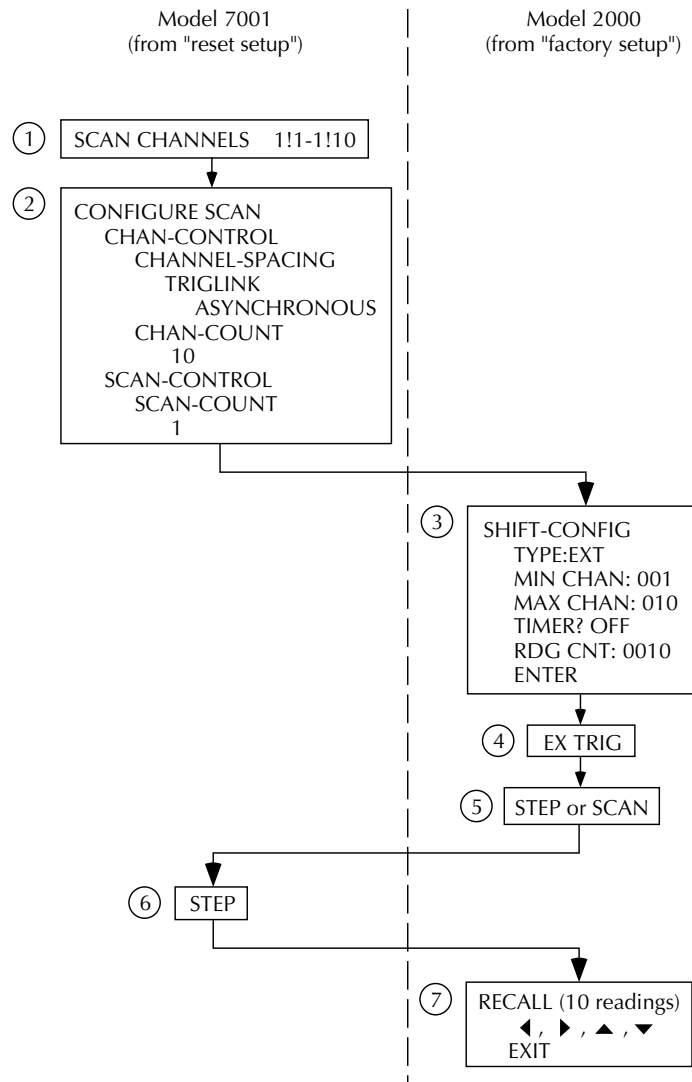 Model 7001
(from "reset setup")
Model 2000
(from "factory setup")
1
SCAN CHANNELS 1!1-1!10
2
CONFIGURE SCAN
CHAN-CONTROL
CHANNEL-SPACING
TRIGLINK
ASYNCHRONOUS
CHAN-COUNT
10
SCAN-CONTROL
SCAN-COUNT
1
3
SHIFT-CONFIG
TYPE:EXT
MIN CHAN: 001
MAX CHAN: 010
TIMER? OFF
RDG CNT: 0010
ENTER
4
EX TRIG
5
STEP or SCAN
6
STEP
7
RECALL (10 readings)
◀ , ▶ , ▲ , ▼
EXIT